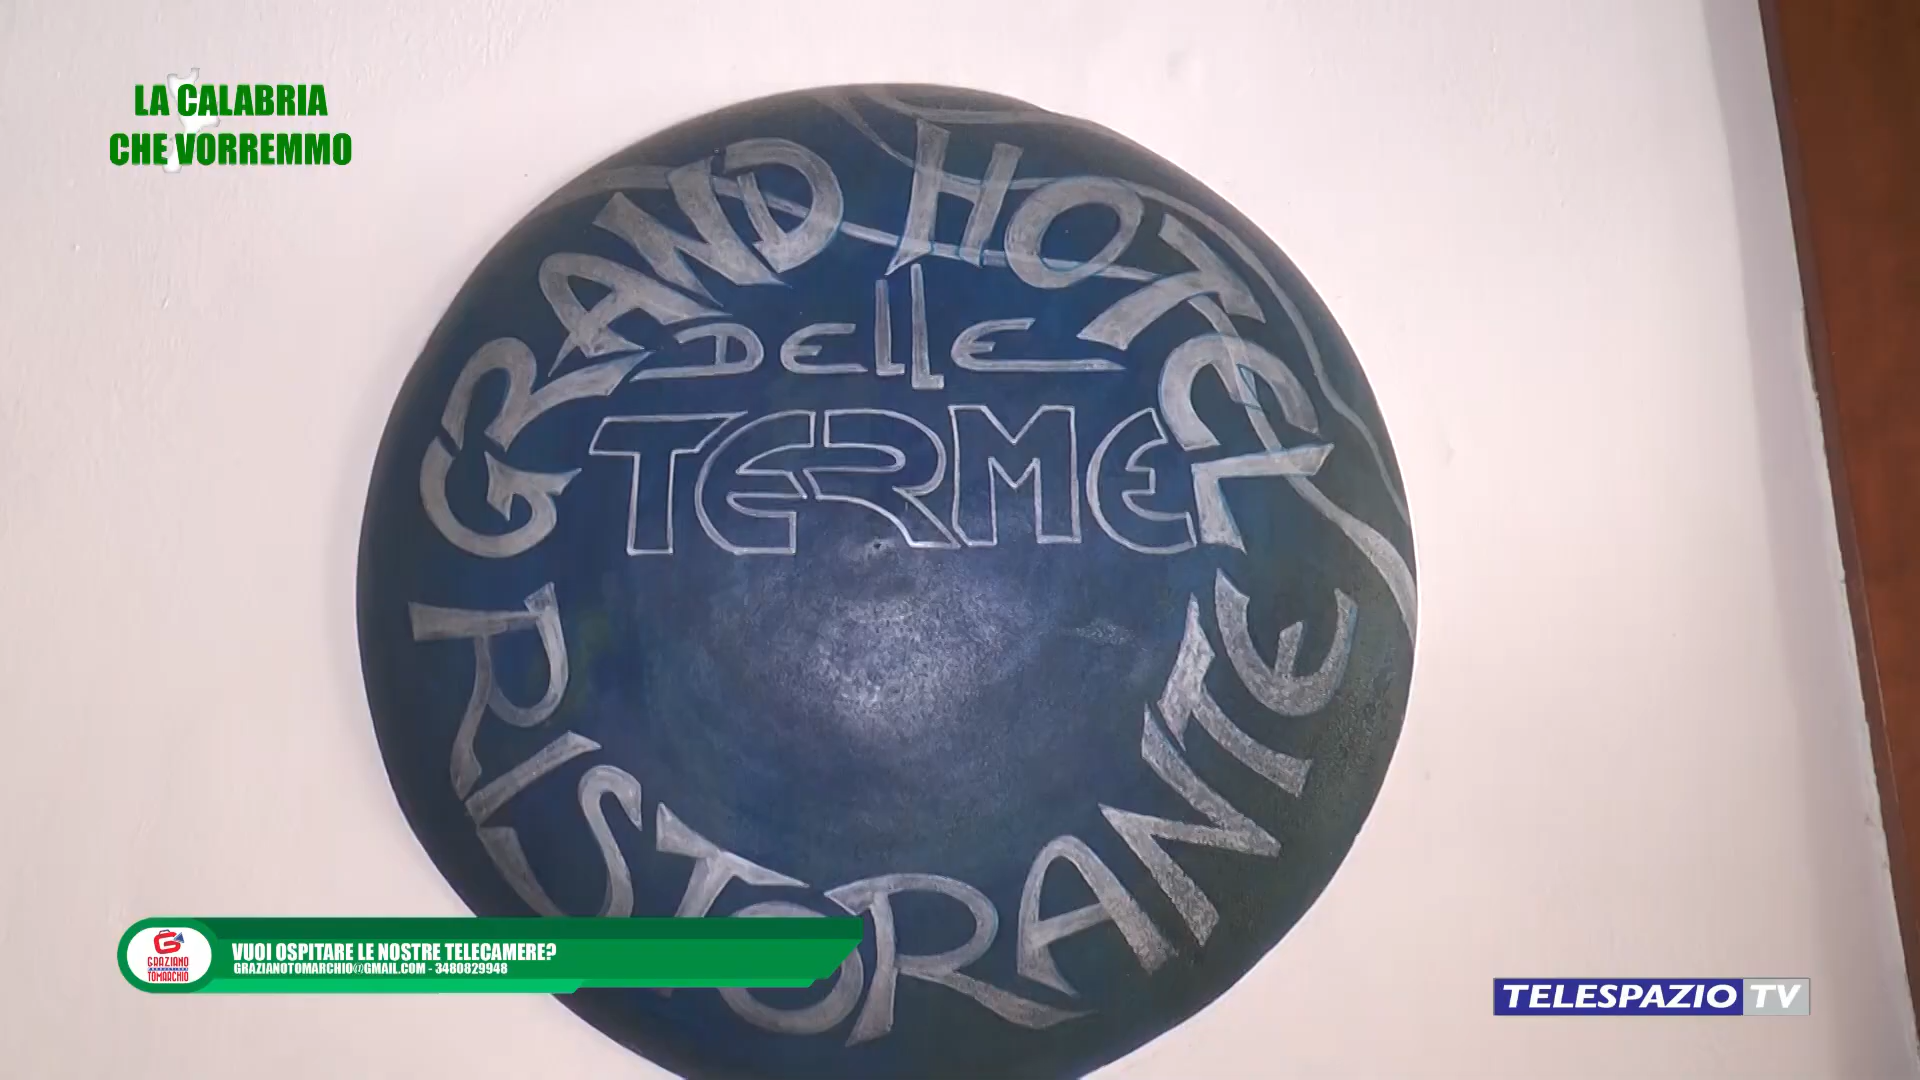 LA CALABRIA
CHE VORREMMO
GRAND HOTEL
DELLE
TERME
RISTORANTE
VUOI OSPITARE LE NOSTRE TELECAMERE?
GRAZIANOTOMARCHIO@GMAIL.COM - 3480829948
GRAZIANO
TOMARCHIO
TELESPAZIO TV